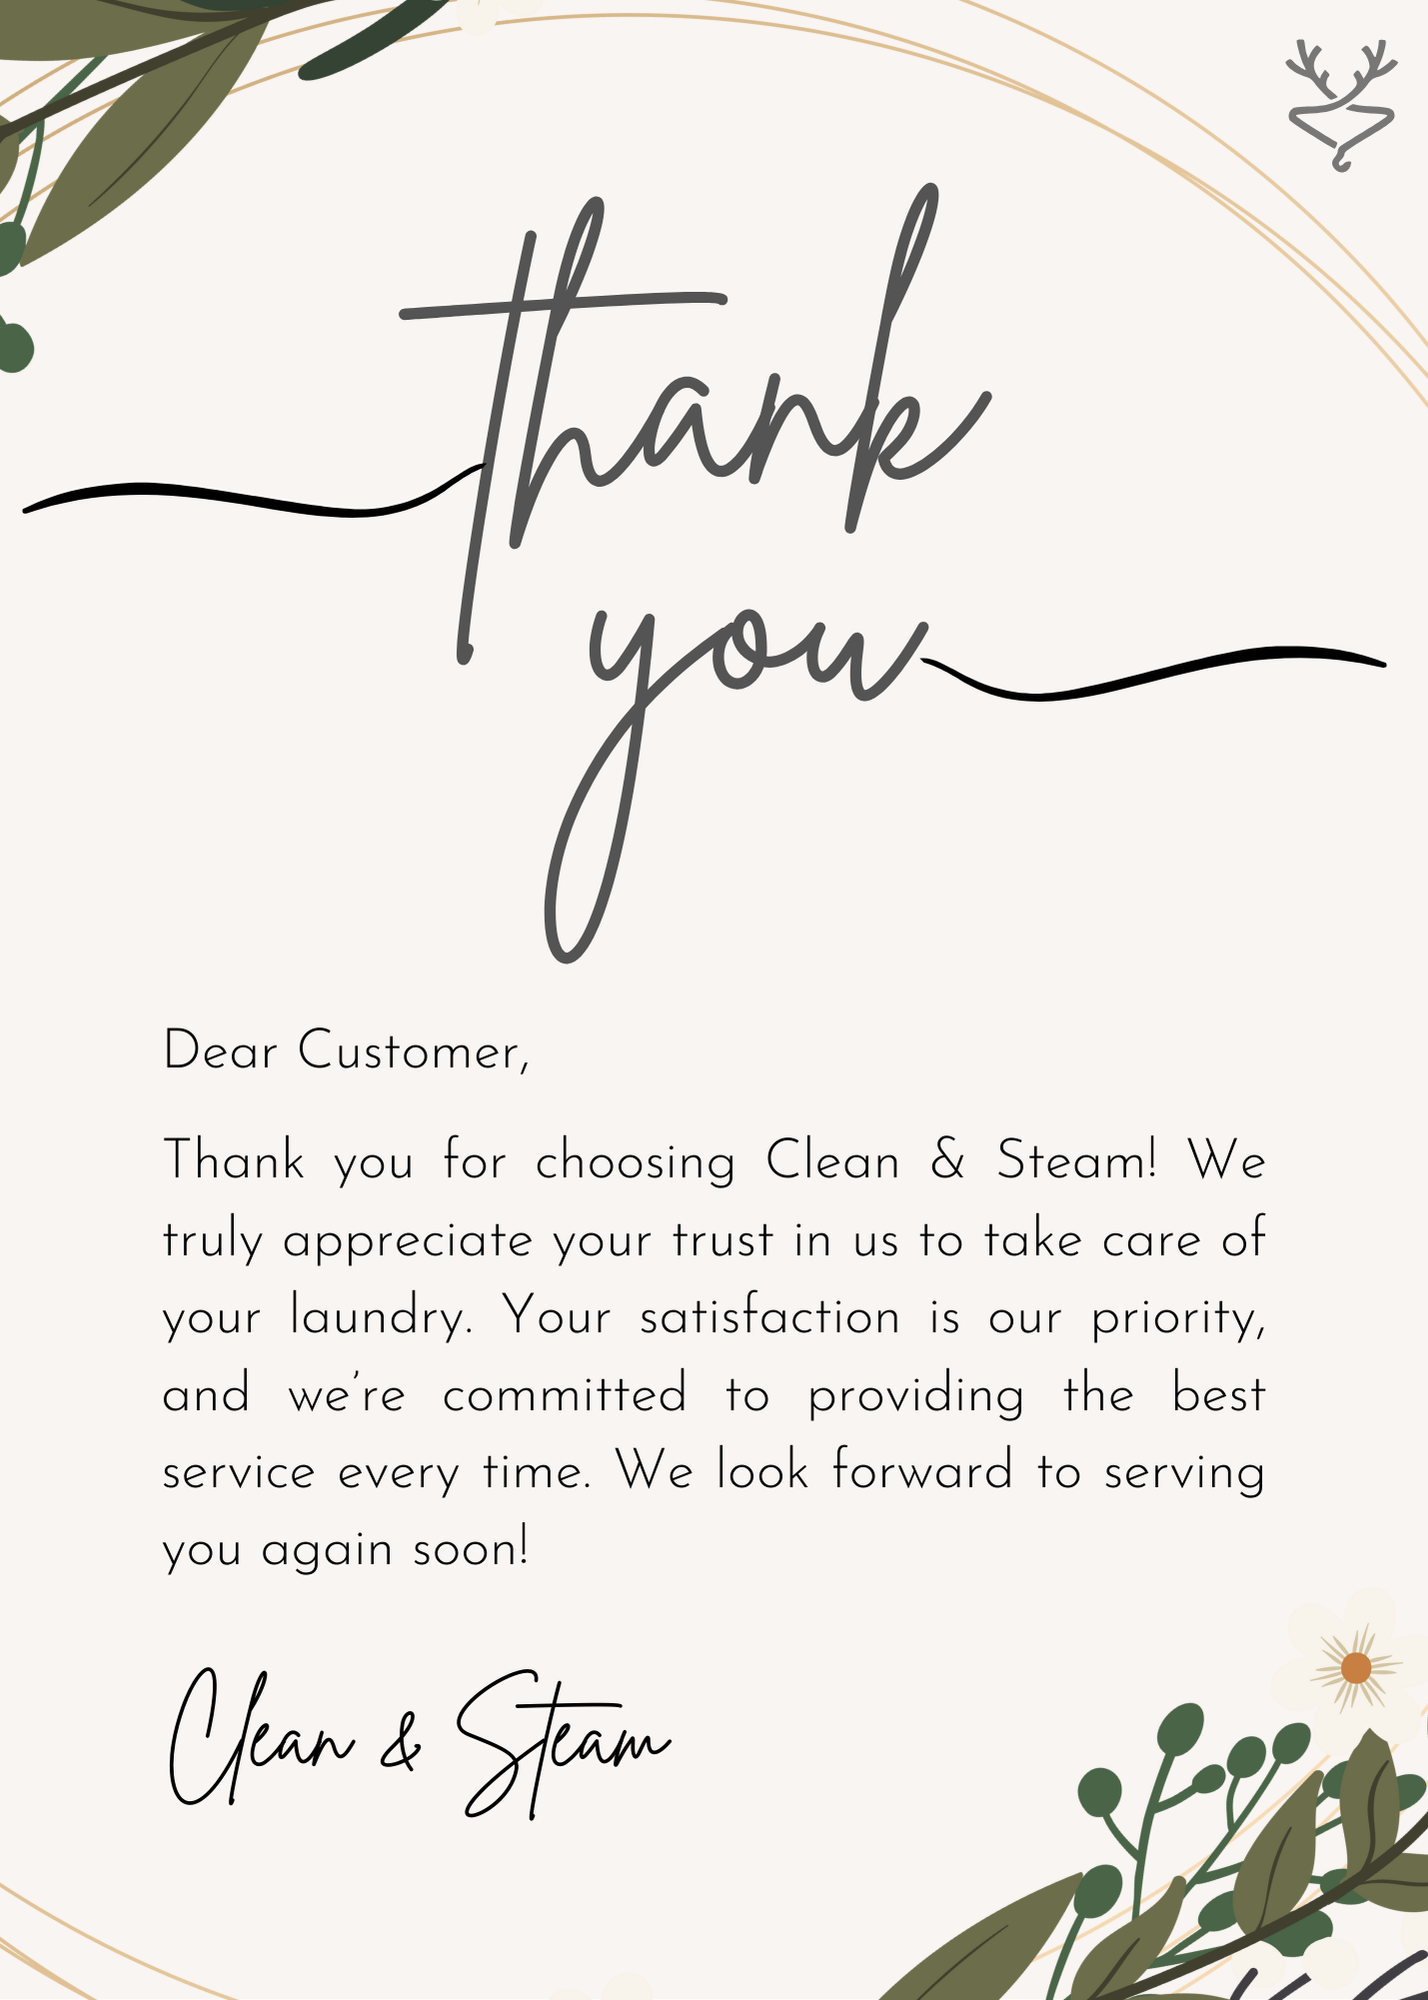 thank
you
Dear Customer,
Thank you for choosing Clean & Steam! We
truly appreciate your trust in us to take care of
your laundry. Your satisfaction is our priority,
and we're committed to providing the best
service every time. We look forward to serving
you again soon!
Clean & Steam